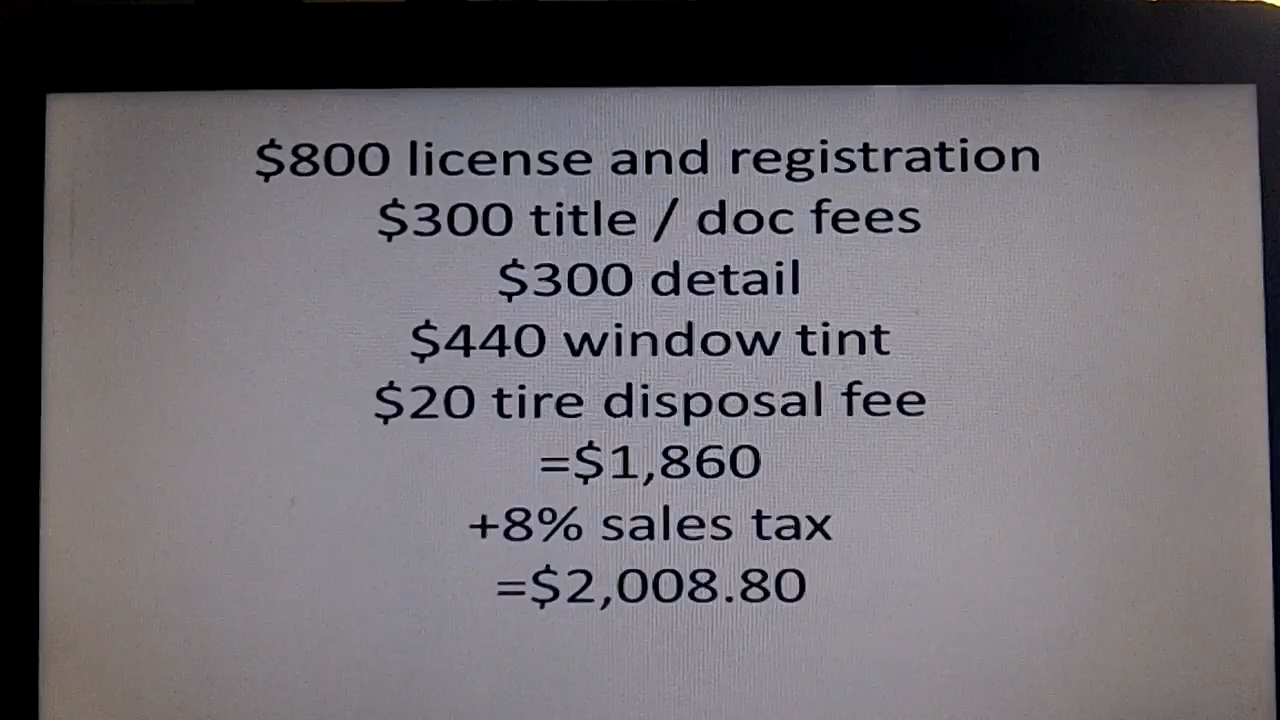 $800 license and registration
$300 title / doc fees
$300 detail
$440 window tint
$20 tire disposal fee
=$1,860
+8% sales tax
=$2,008.80